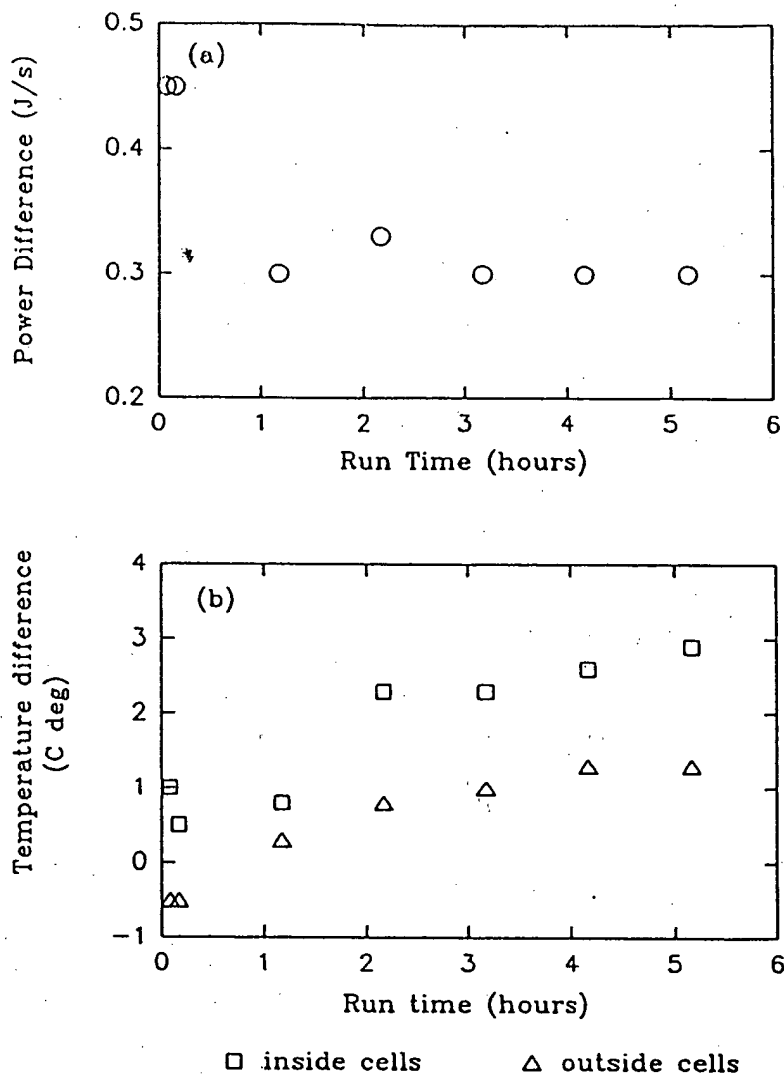 0.5
(a)
0.4
0.3
0.2
Power Difference (J/s)
0 1 2 3 4 5 6
Run Time (hours)
4
(b)
3
2
1
0
−1
Temperature difference
(C deg)
0 1 2 3 4 5 6
Run time (hours)
□ inside cells △ outside cells